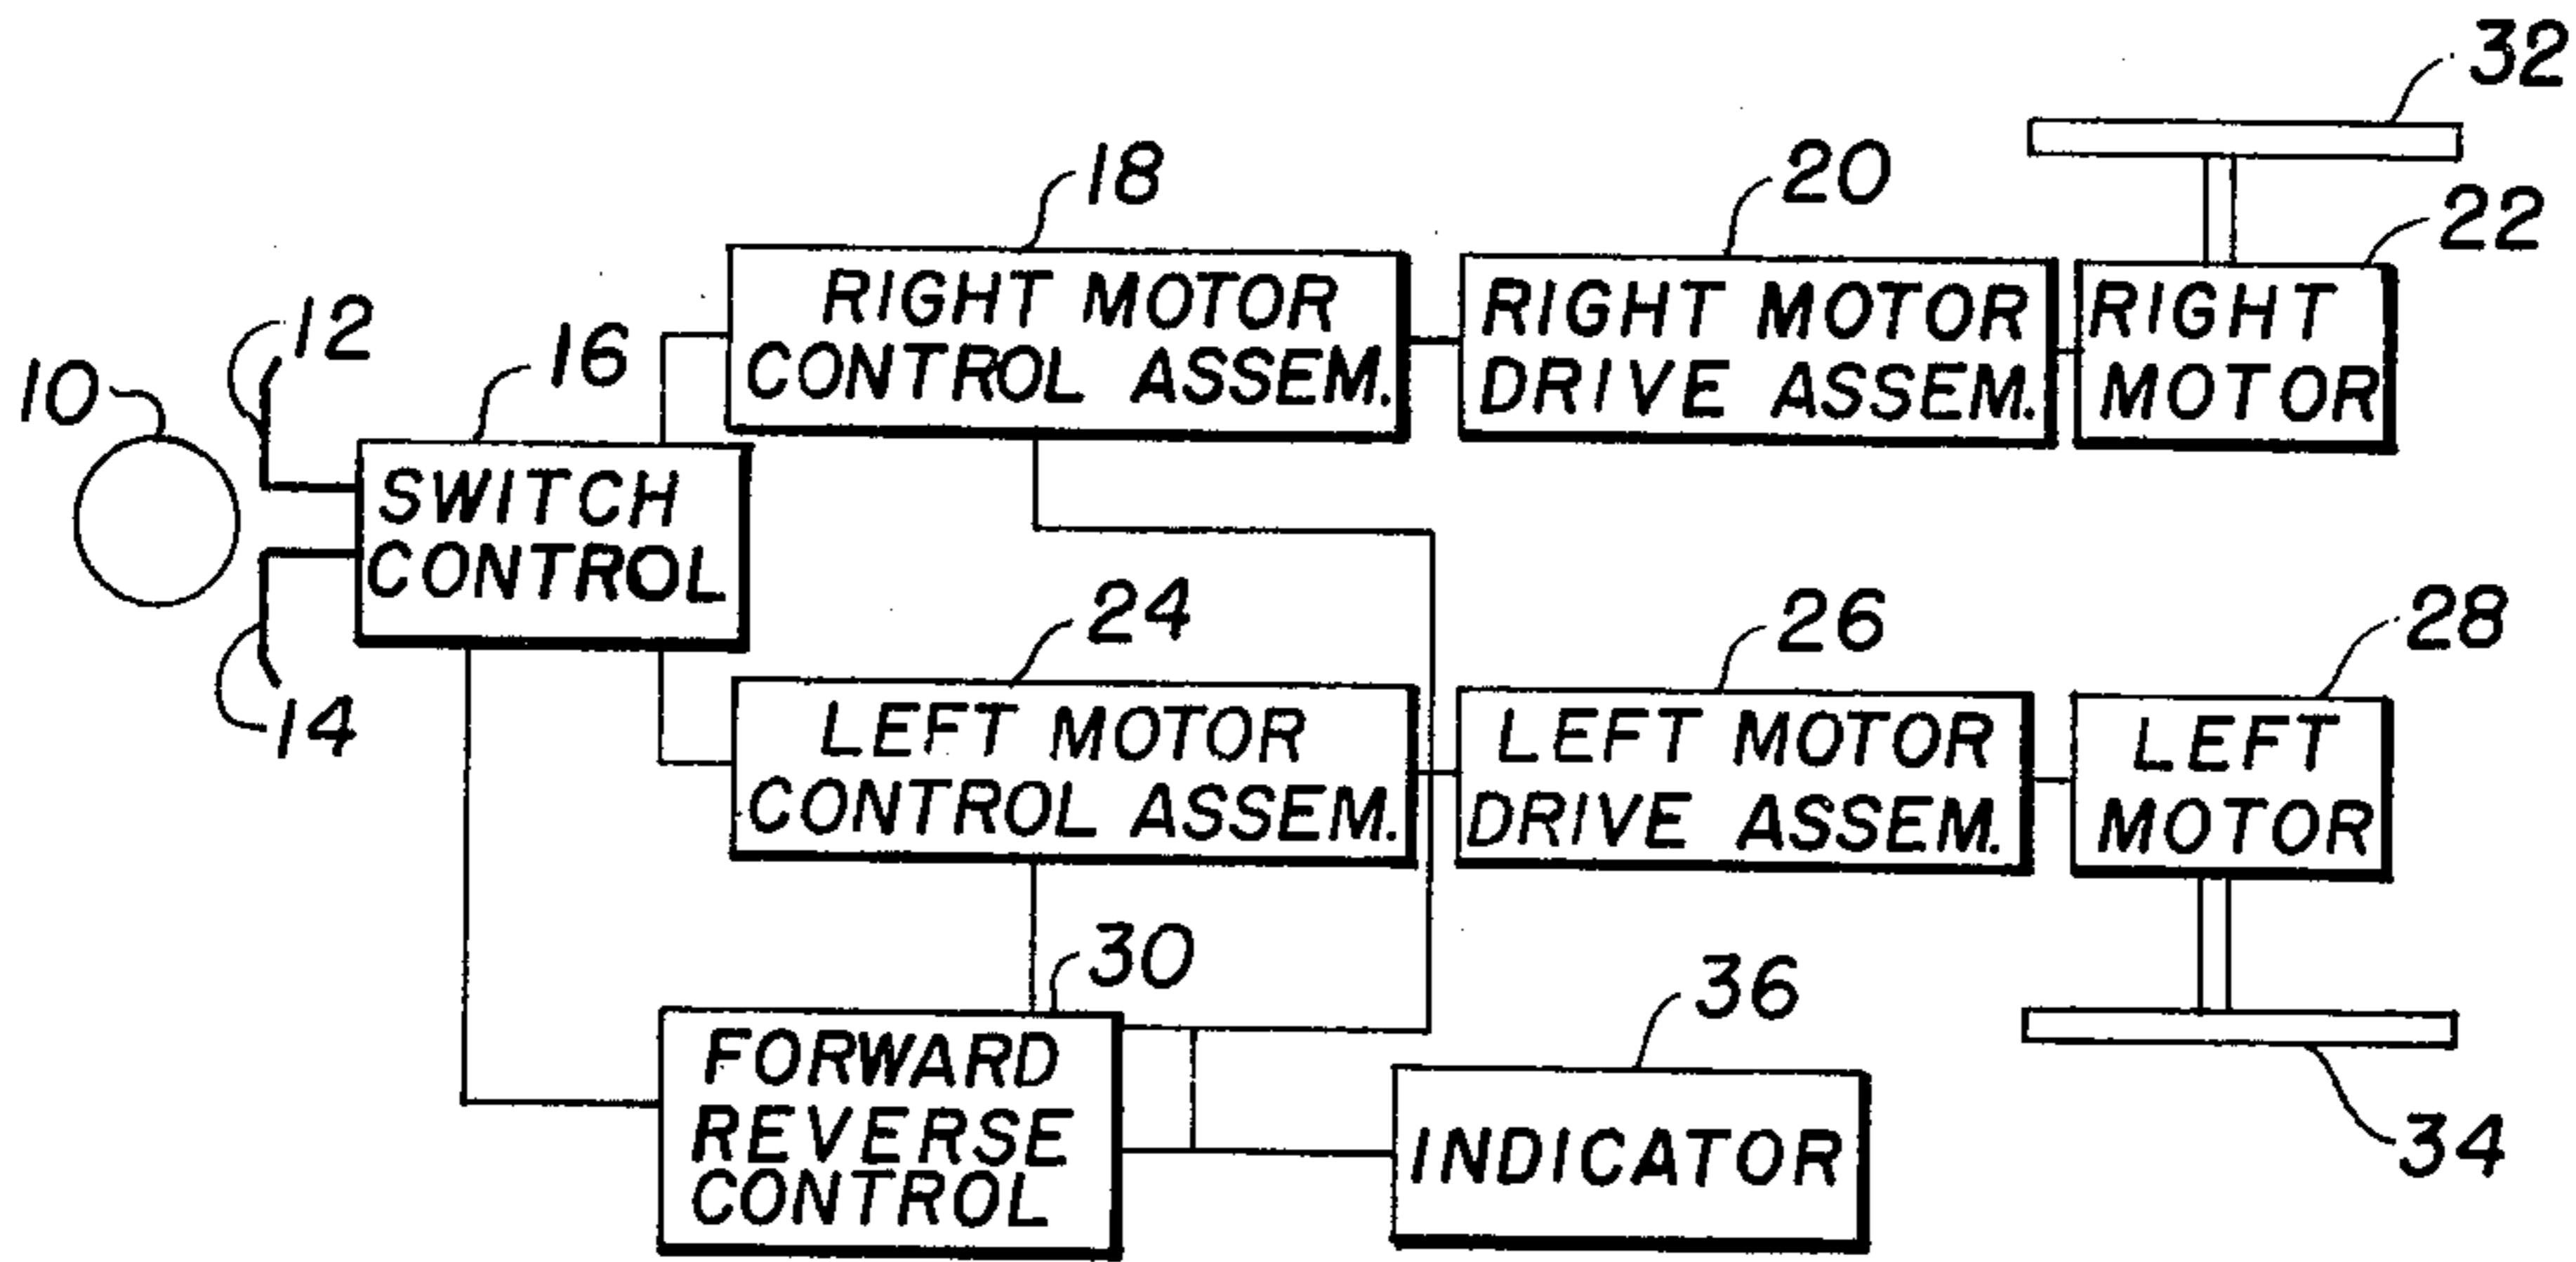 32
18
20
22
RIGHT MOTOR
CONTROL ASSEM.
RIGHT MOTOR
DRIVE ASSEM.
RIGHT
MOTOR
12
16
10
SWITCH
CONTROL
14
24
26
28
LEFT MOTOR
CONTROL ASSEM.
LEFT MOTOR
DRIVE ASSEM.
LEFT
MOTOR
30
36
FORWARD
REVERSE
CONTROL
INDICATOR
34